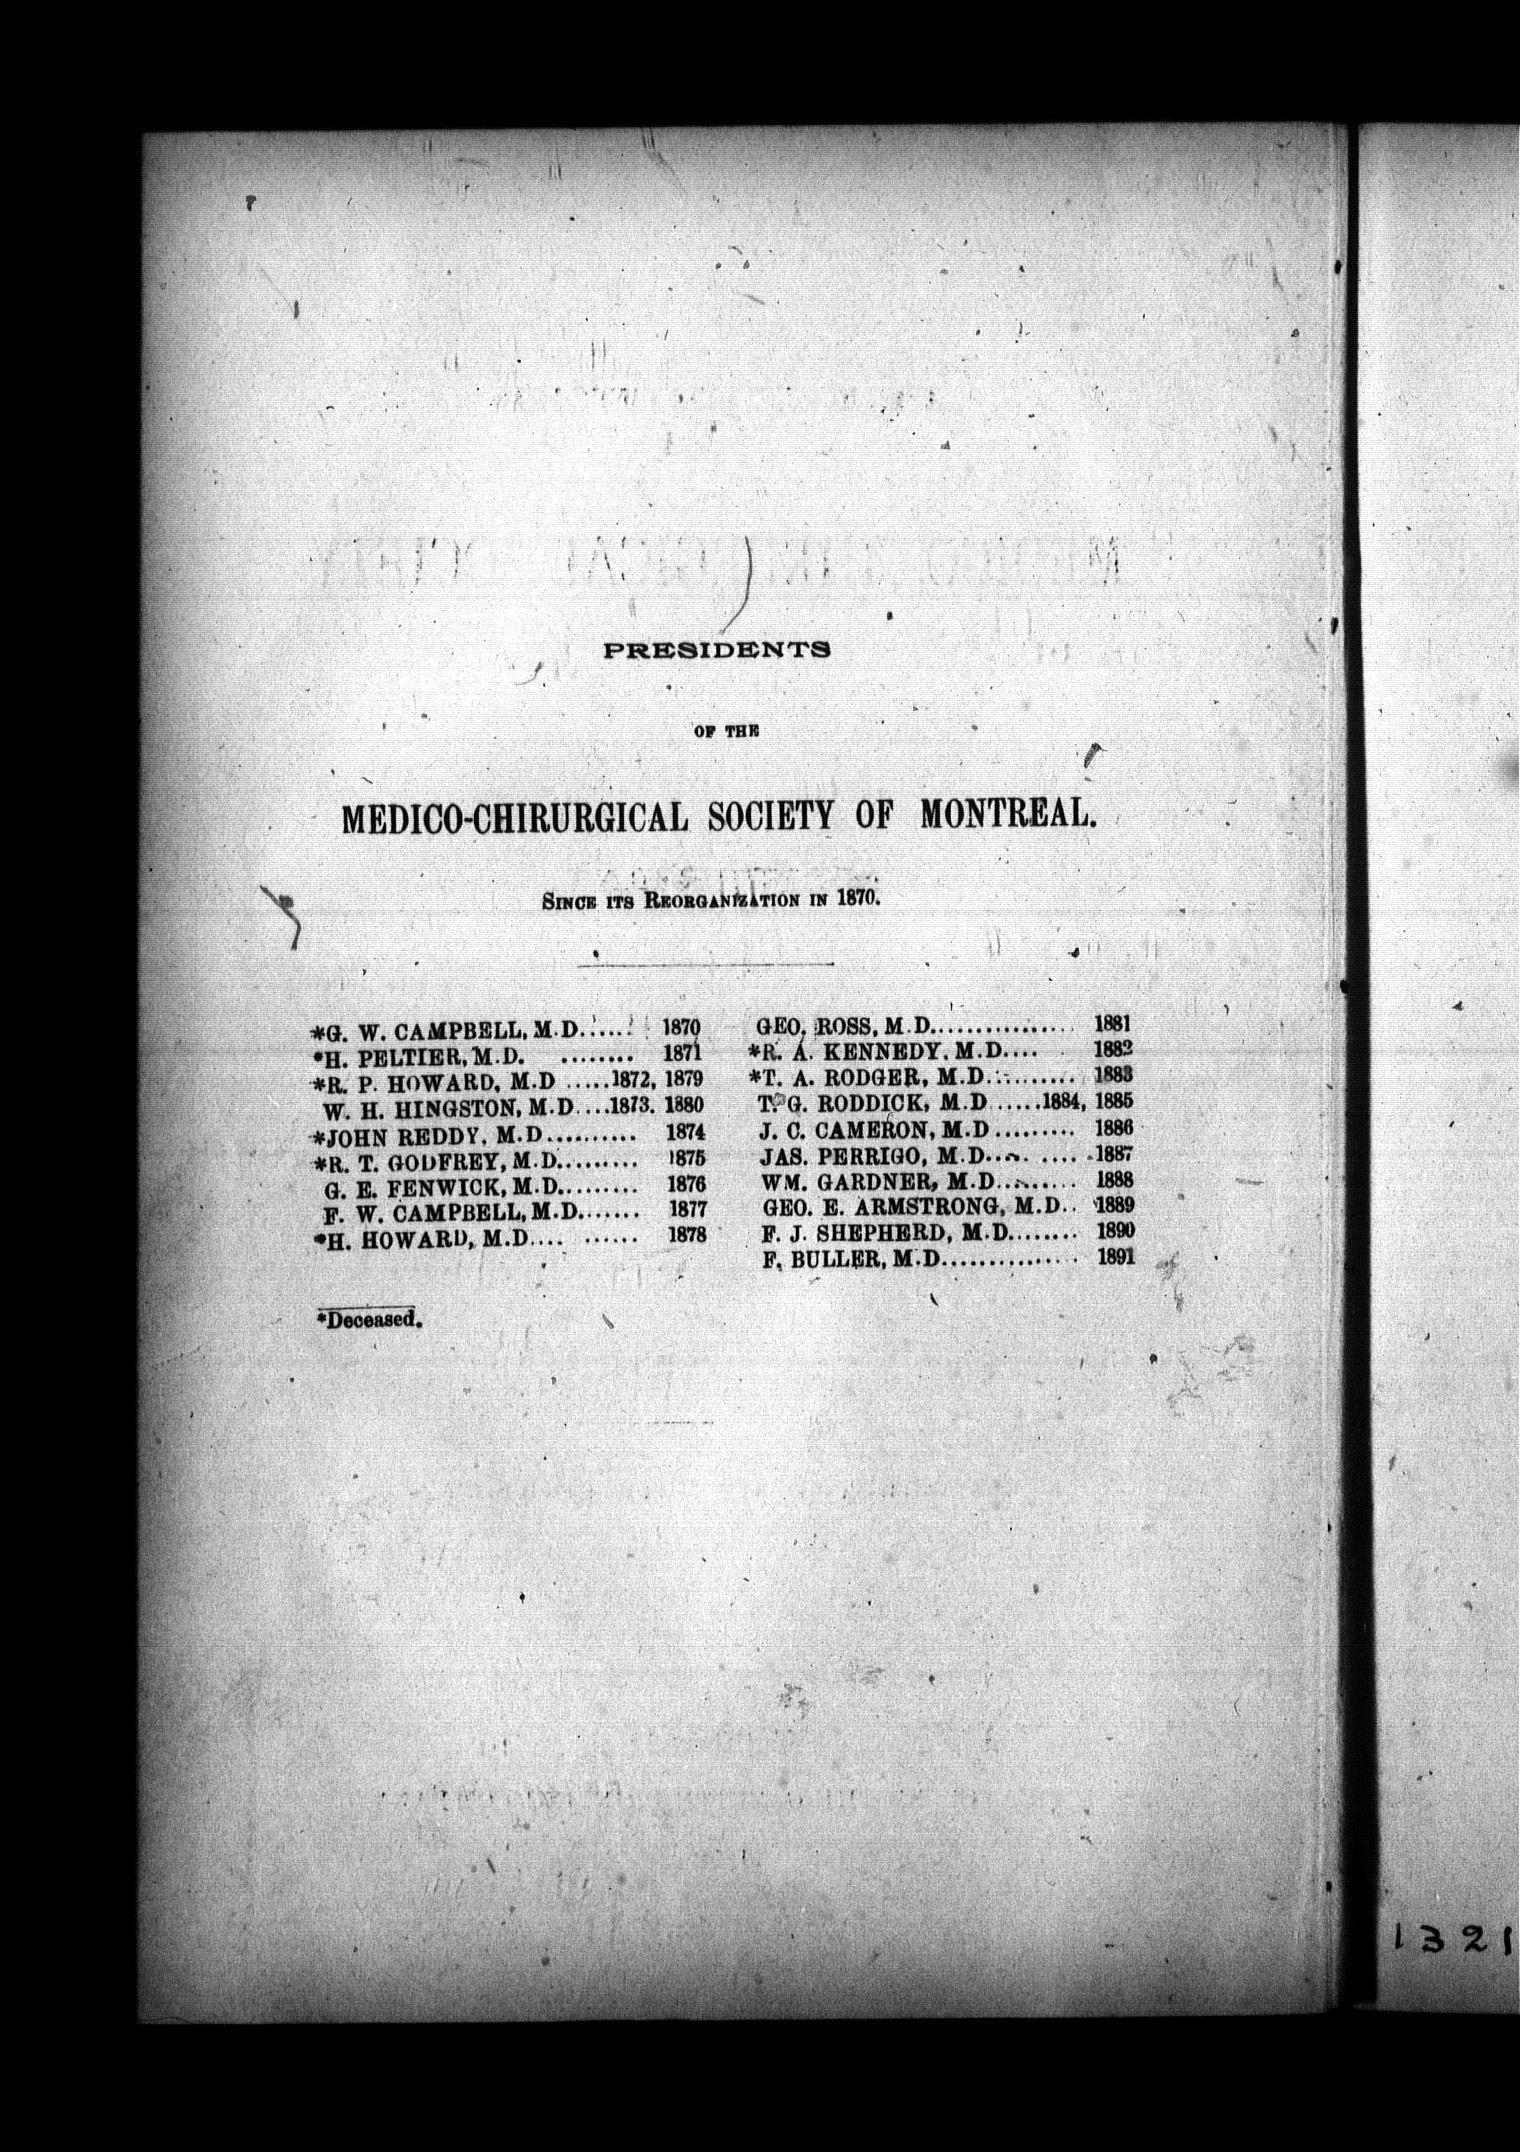 PRESIDENTS
OF THE
MEDICO-CHIRURGICAL SOCIETY OF MONTREAL.
SINCE ITS REORGANIZATION IN 1870.
*G. W. CAMPBELL, M.D...... 1870
*H. PELTIER, M.D. ........ 1871
*R. P. HOWARD, M.D .....1872, 1879
W. H. HINGSTON, M.D....1873. 1880
*JOHN REDDY, M.D.......... 1874
*R. T. GODFREY, M.D......... 1875
G. E. FENWICK, M.D......... 1876
F. W. CAMPBELL, M.D....... 1877
*H. HOWARD, M.D.... ...... 1878
GEO. ROSS, M.D................ 1881
*R. A. KENNEDY, M.D.... 1882
*T. A. RODGER, M.D.......... 1883
T. G. RODDICK, M.D......1884, 1885
J. C. CAMERON, M.D ......... 1886
JAS. PERRIGO, M.D.... .... 1887
WM. GARDNER, M.D......... 1888
GEO. E. ARMSTRONG, M.D.. 1889
F. J. SHEPHERD, M.D........ 1890
F. BULLER, M.D............... 1891
*Deceased.
1321